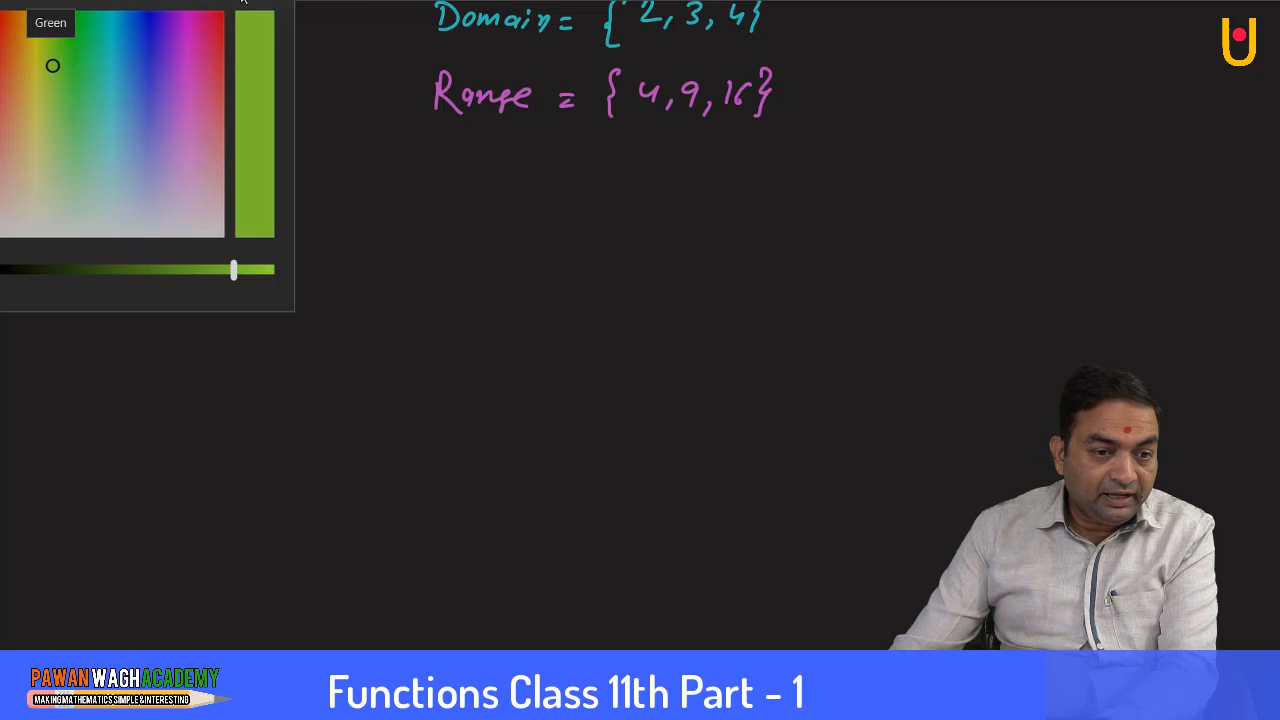 Green
Domain = { 2, 3, 4}
Range = { 4, 9, 16}
PAWAN WAGH ACADEMY
MAKING MATHEMATICS SIMPLE & INTERESTING
Functions Class 11th Part - 1